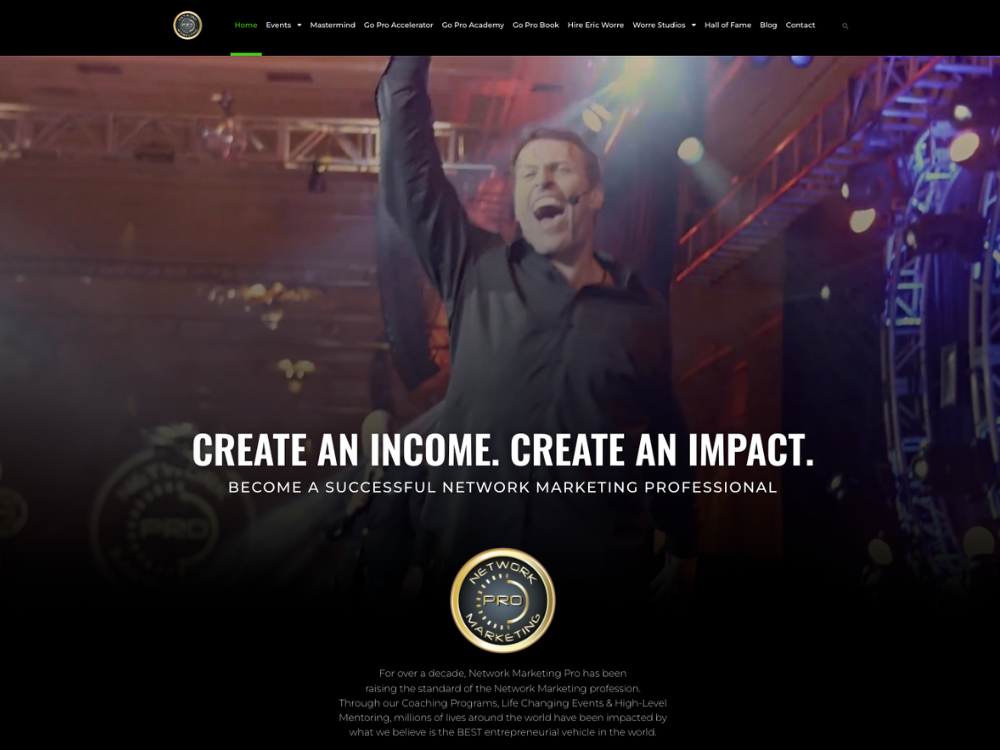 Home Events Mastermind Go Pro Accelerator Go Pro Academy Go Pro Book Hire Eric Worre Worre Studios Hall of Fame Blog Contact
PRO
CREATE AN INCOME. CREATE AN IMPACT.
BECOME A SUCCESSFUL NETWORK MARKETING PROFESSIONAL
NETWORK
PRO
MARKETING
For over a decade, Network Marketing Pro has been
raising the standard of the Network Marketing profession.
Through our Coaching Programs, Life Changing Events & High-Level
Mentoring, millions of lives around the world have been impacted by
what we believe is the BEST entrepreneurial vehicle in the world.